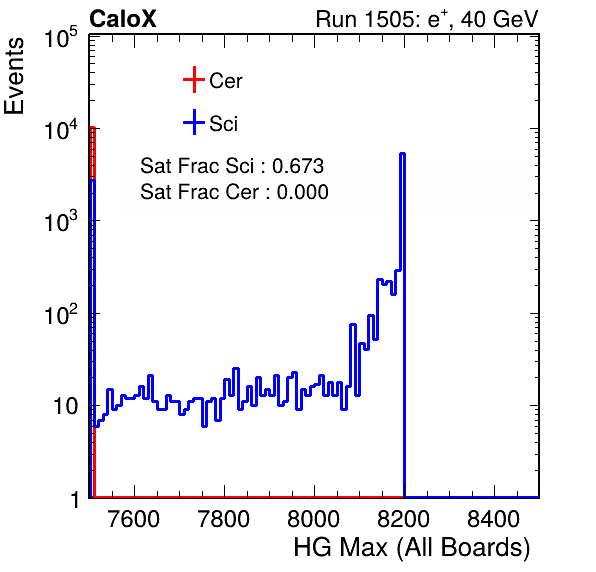 CaloX Run 1505: e⁺, 40 GeV
Events
10⁵
10⁴
10³
10²
10
1
Cer
Sci
Sat Frac Sci : 0.673
Sat Frac Cer : 0.000
7600 7800 8000 8200 8400
HG Max (All Boards)